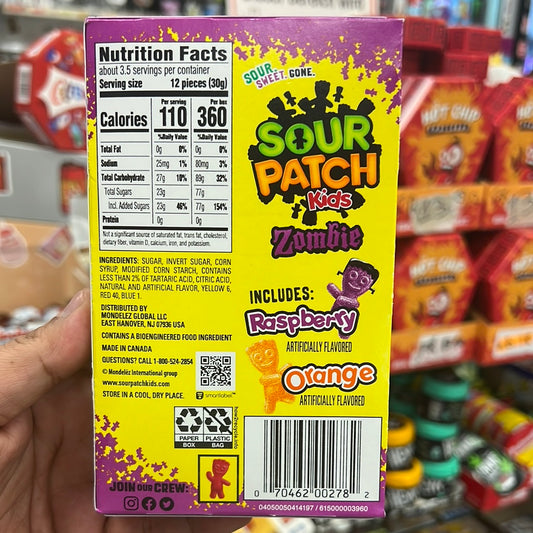 Nutrition Facts
about 3.5 servings per container
Serving size 12 pieces (30g)
Per serving Per box
Calories 110 360
%Daily Value %Daily Value
Total Fat 0g 0% 0g 0%
Sodium 25mg 1% 80mg 3%
Total Carbohydrate 27g 10% 89g 32%
Total Sugars 23g 77g
Incl. Added Sugars 23g 46% 77g 154%
Protein 0g 0g
Not a significant source of saturated fat, trans fat, cholesterol,
dietary fiber, vitamin D, calcium, iron, and potassium.
INGREDIENTS: SUGAR, INVERT SUGAR, CORN
SYRUP, MODIFIED CORN STARCH, CONTAINS
LESS THAN 2% OF TARTARIC ACID, CITRIC ACID,
NATURAL AND ARTIFICIAL FLAVOR, YELLOW 6,
RED 40, BLUE 1.
DISTRIBUTED BY
MONDELEZ GLOBAL LLC
EAST HANOVER, NJ 07936 USA
CONTAINS A BIOENGINEERED FOOD INGREDIENT
MADE IN CANADA
QUESTIONS? CALL 1-800-524-2854
© Mondelēz International group
www.sourpatchkids.com
STORE IN A COOL, DRY PLACE.
smartlabel™
PAPER PLASTIC
BOX BAG
how2recycle.info
JOIN OUR CREW:
SOUR.
SWEET. GONE.
SOUR
PATCH
Kids
Zombie
INCLUDES:
Raspberry
ARTIFICIALLY FLAVORED
Orange
ARTIFICIALLY FLAVORED
0 70462 00278 2
04050050414197 / 615000003960
HOT CHIP
HOT CHIP